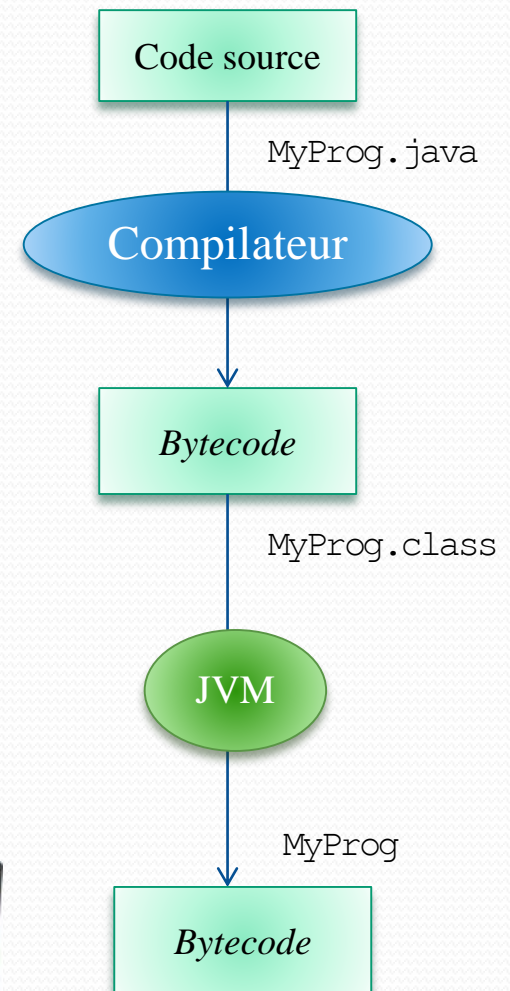 Code source
MyProg.java
Compilateur
Bytecode
MyProg.class
JVM
MyProg
Bytecode